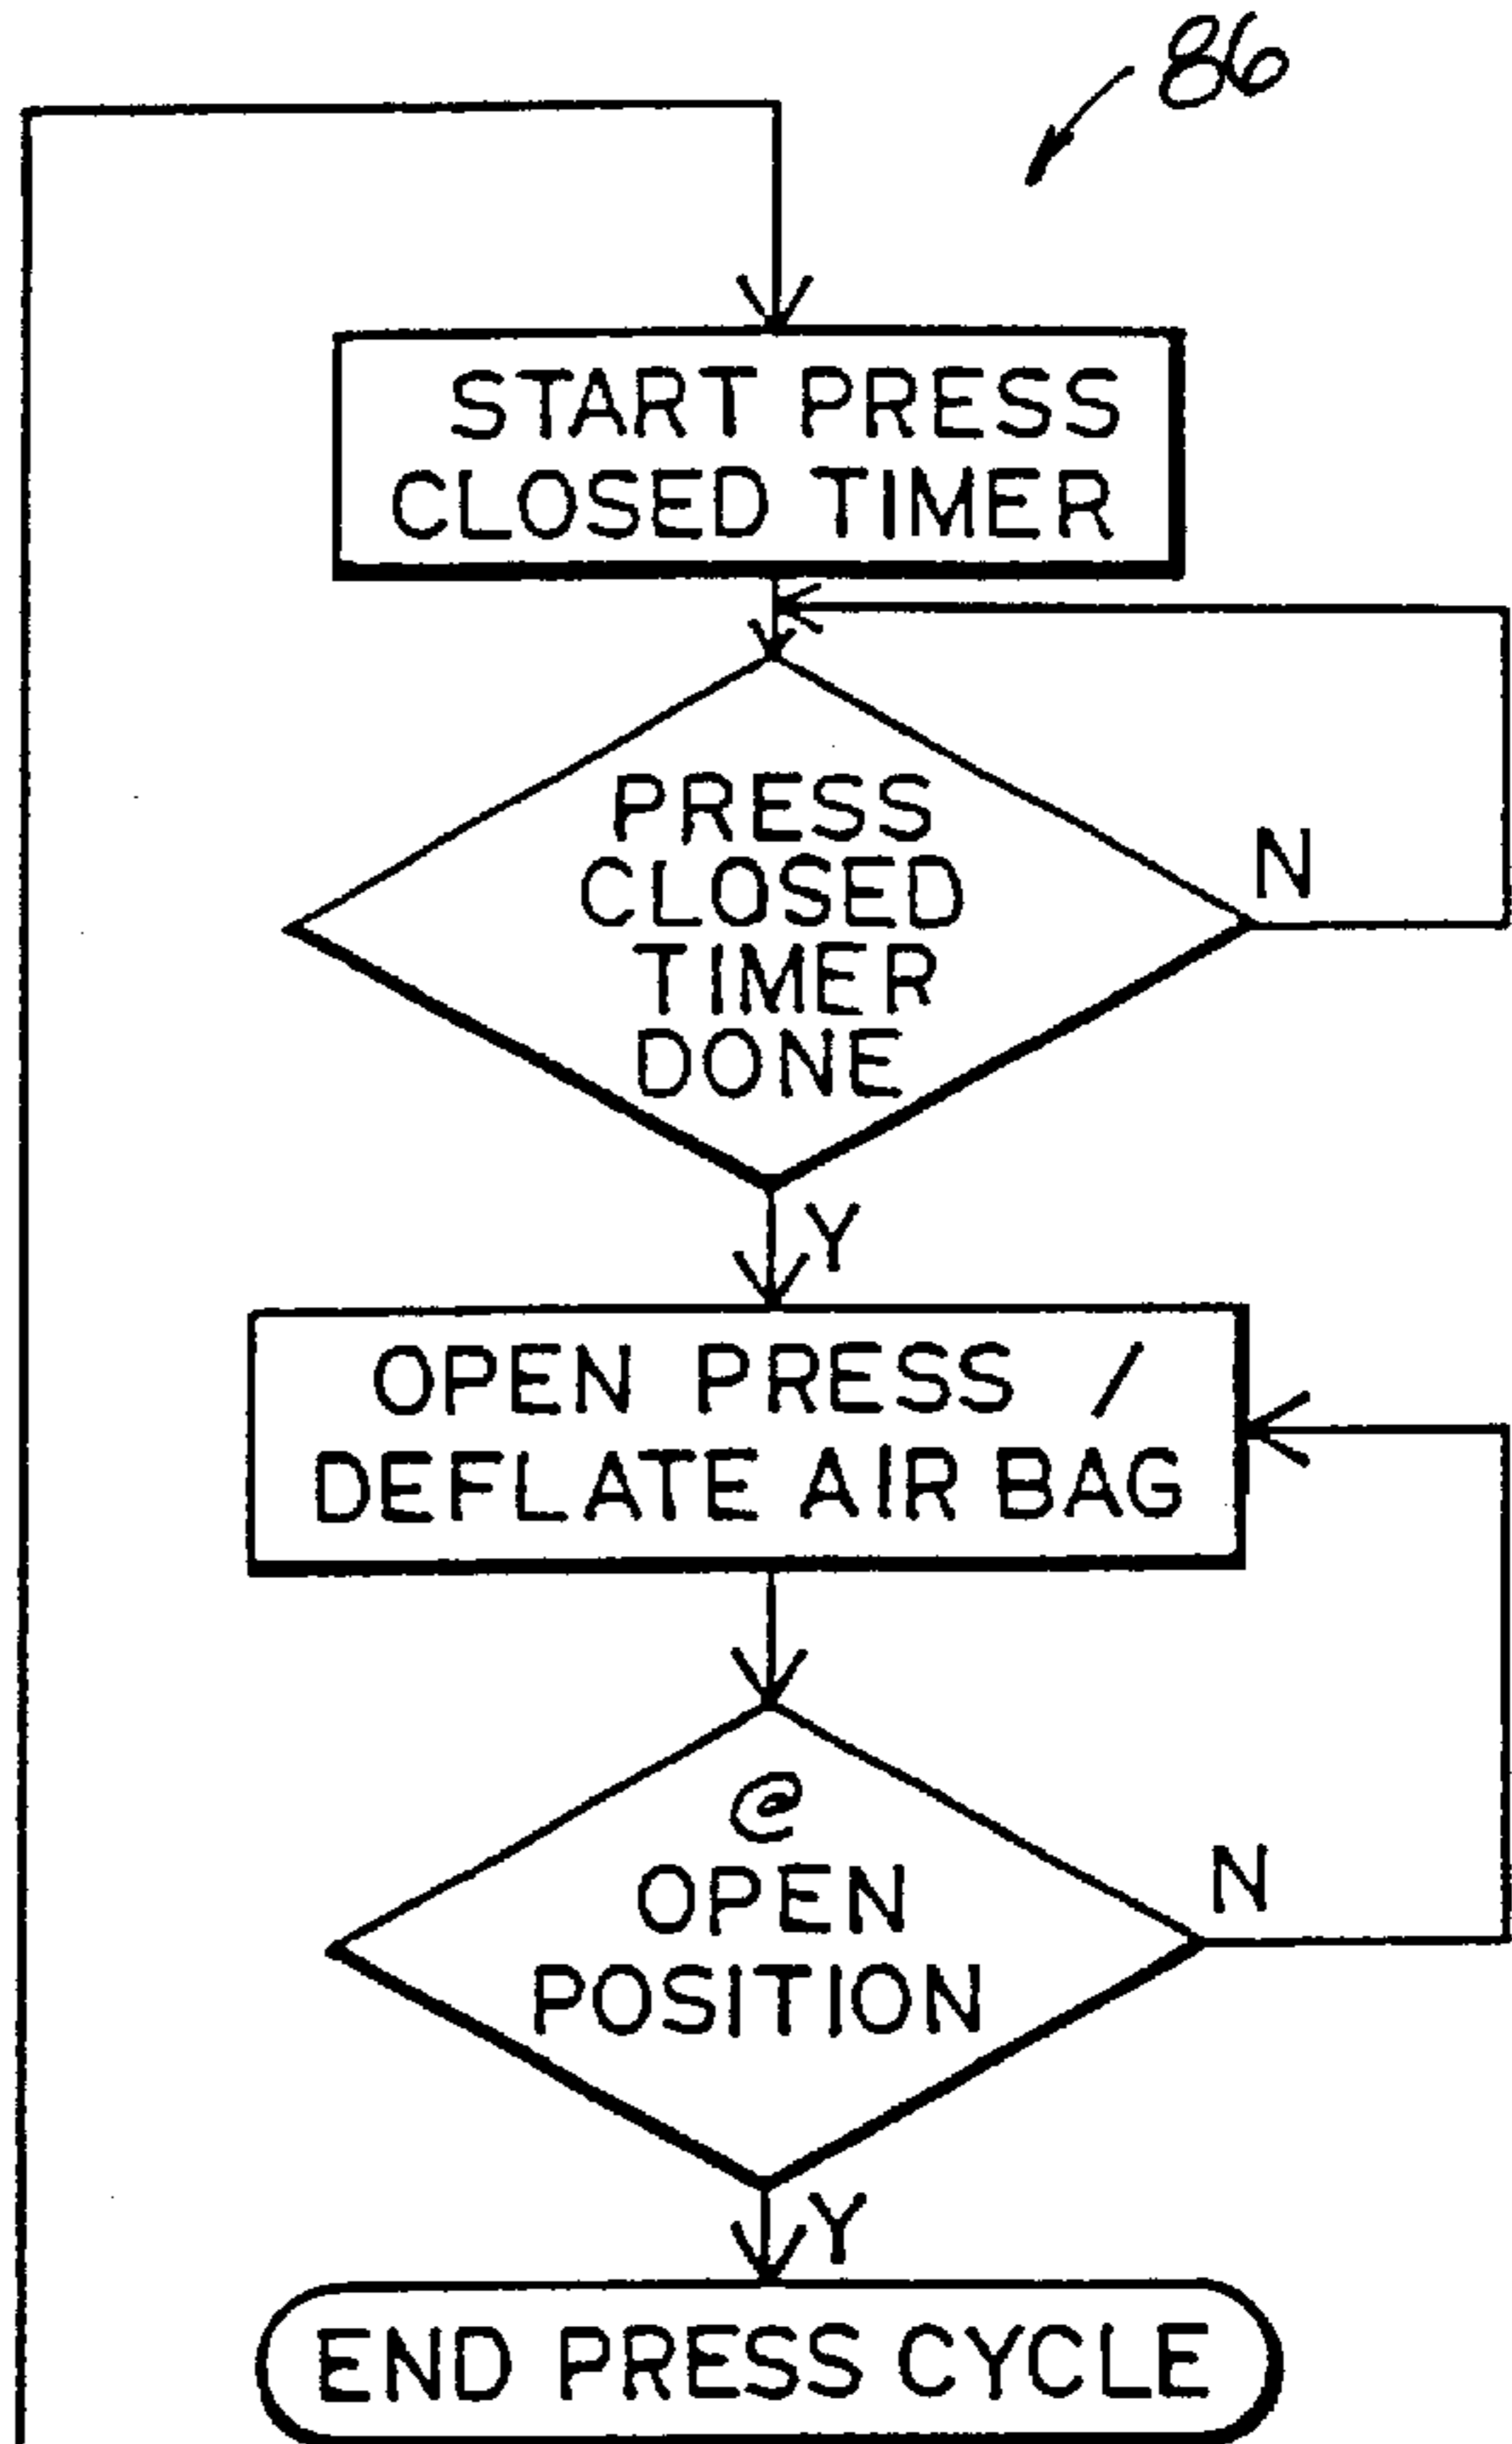 86
START PRESS
CLOSED TIMER
PRESS
CLOSED
TIMER
DONE
N
Y
OPEN PRESS /
DEFLATE AIR BAG
@
OPEN
POSITION
N
Y
END PRESS CYCLE